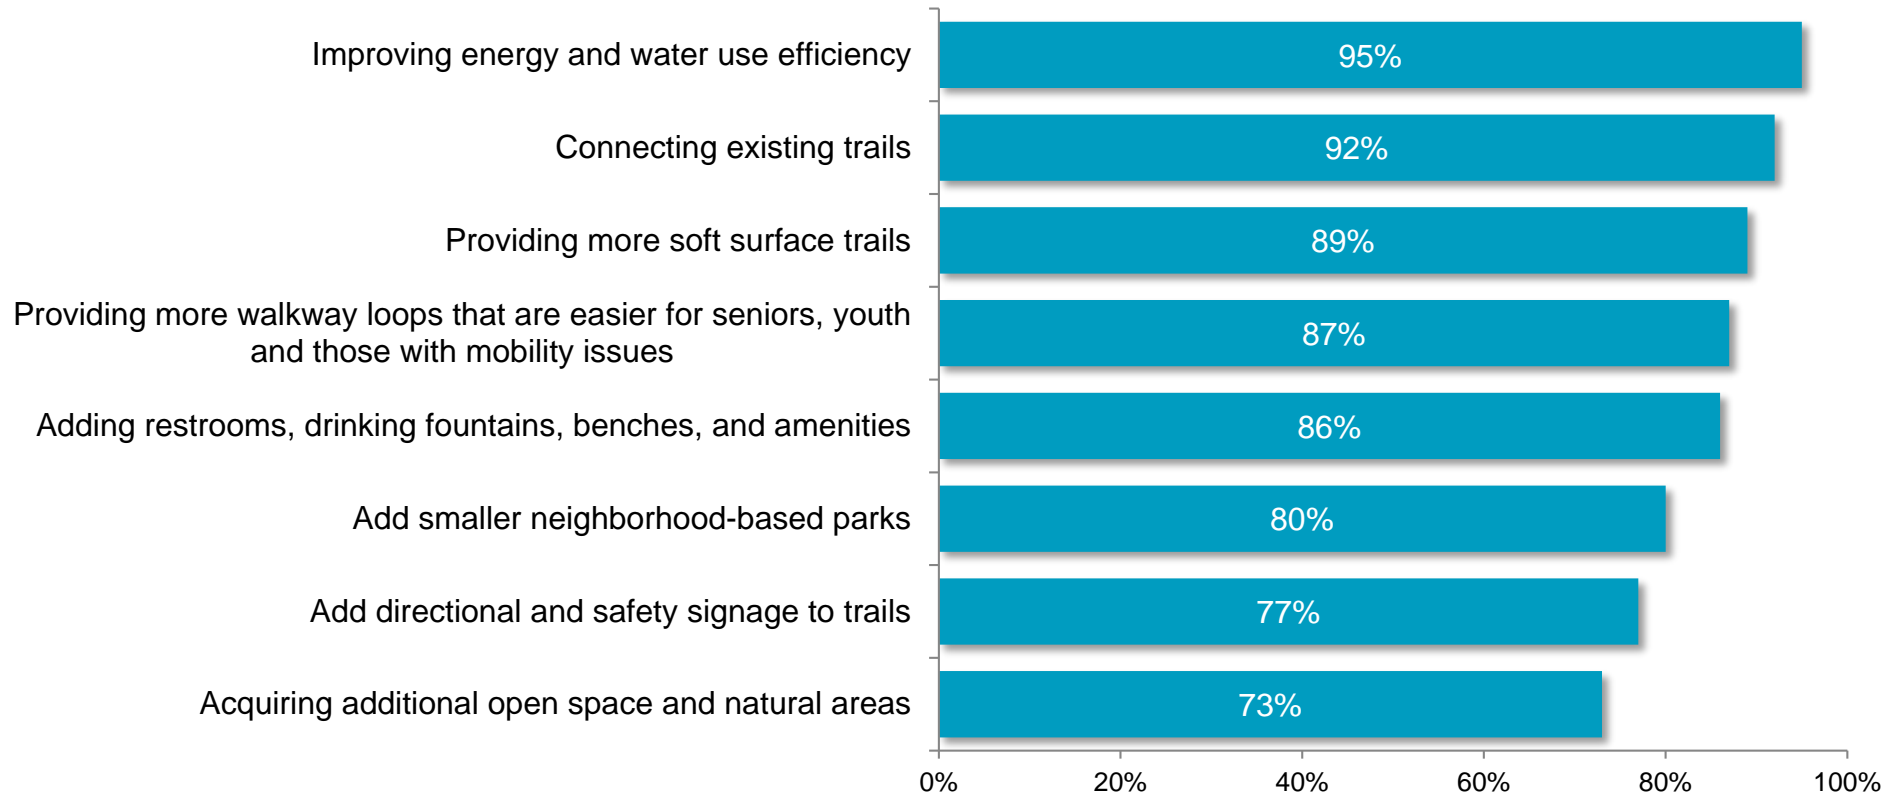 Improving energy and water use efficiency
95%
Connecting existing trails
92%
Providing more soft surface trails
89%
Providing more walkway loops that are easier for seniors, youth
and those with mobility issues
87%
Adding restrooms, drinking fountains, benches, and amenities
86%
Add smaller neighborhood-based parks
80%
Add directional and safety signage to trails
77%
Acquiring additional open space and natural areas
73%
0% 20% 40% 60% 80% 100%